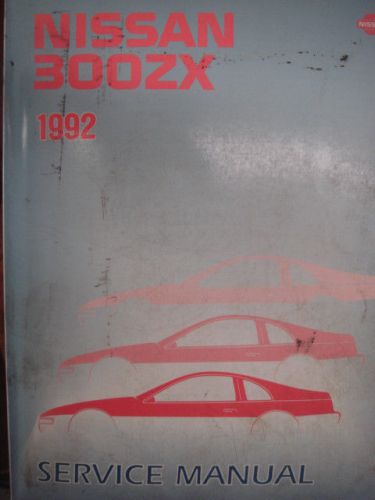 NISSAN
300ZX
1992
SERVICE MANUAL